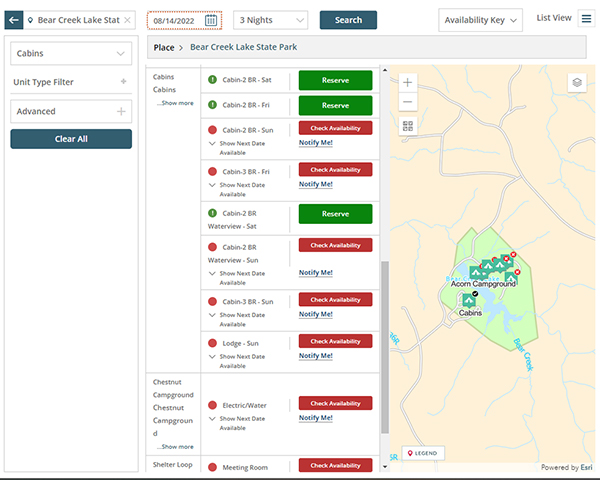 Bear Creek Lake Stat
08/14/2022
3 Nights
Search
Availability Key
List View
Cabins
Unit Type Filter
Advanced
Clear All
Place
Bear Creek Lake State Park
Cabins
Cabins
...Show more
Cabin-2 BR - Sat
Reserve
Cabin-2 BR - Fri
Reserve
Cabin-2 BR - Sun
Check Availability
Show Next Date
Available
Notify Me!
Cabin-3 BR - Fri
Check Availability
Show Next Date
Available
Notify Me!
Cabin-2 BR
Waterview - Sat
Reserve
Cabin-2 BR
Waterview - Sun
Check Availability
Show Next Date
Available
Notify Me!
Cabin-3 BR - Sun
Check Availability
Show Next Date
Available
Notify Me!
Lodge - Sun
Check Availability
Show Next Date
Available
Notify Me!
Chestnut
Campground
Chestnut
Campgroun
d
...Show more
Electric/Water
Check Availability
Show Next Date
Available
Notify Me!
Shelter Loop
Meeting Room
Check Availability
Acorn Campground
Cabins
Bear Creek
LEGEND
Powered by Esri